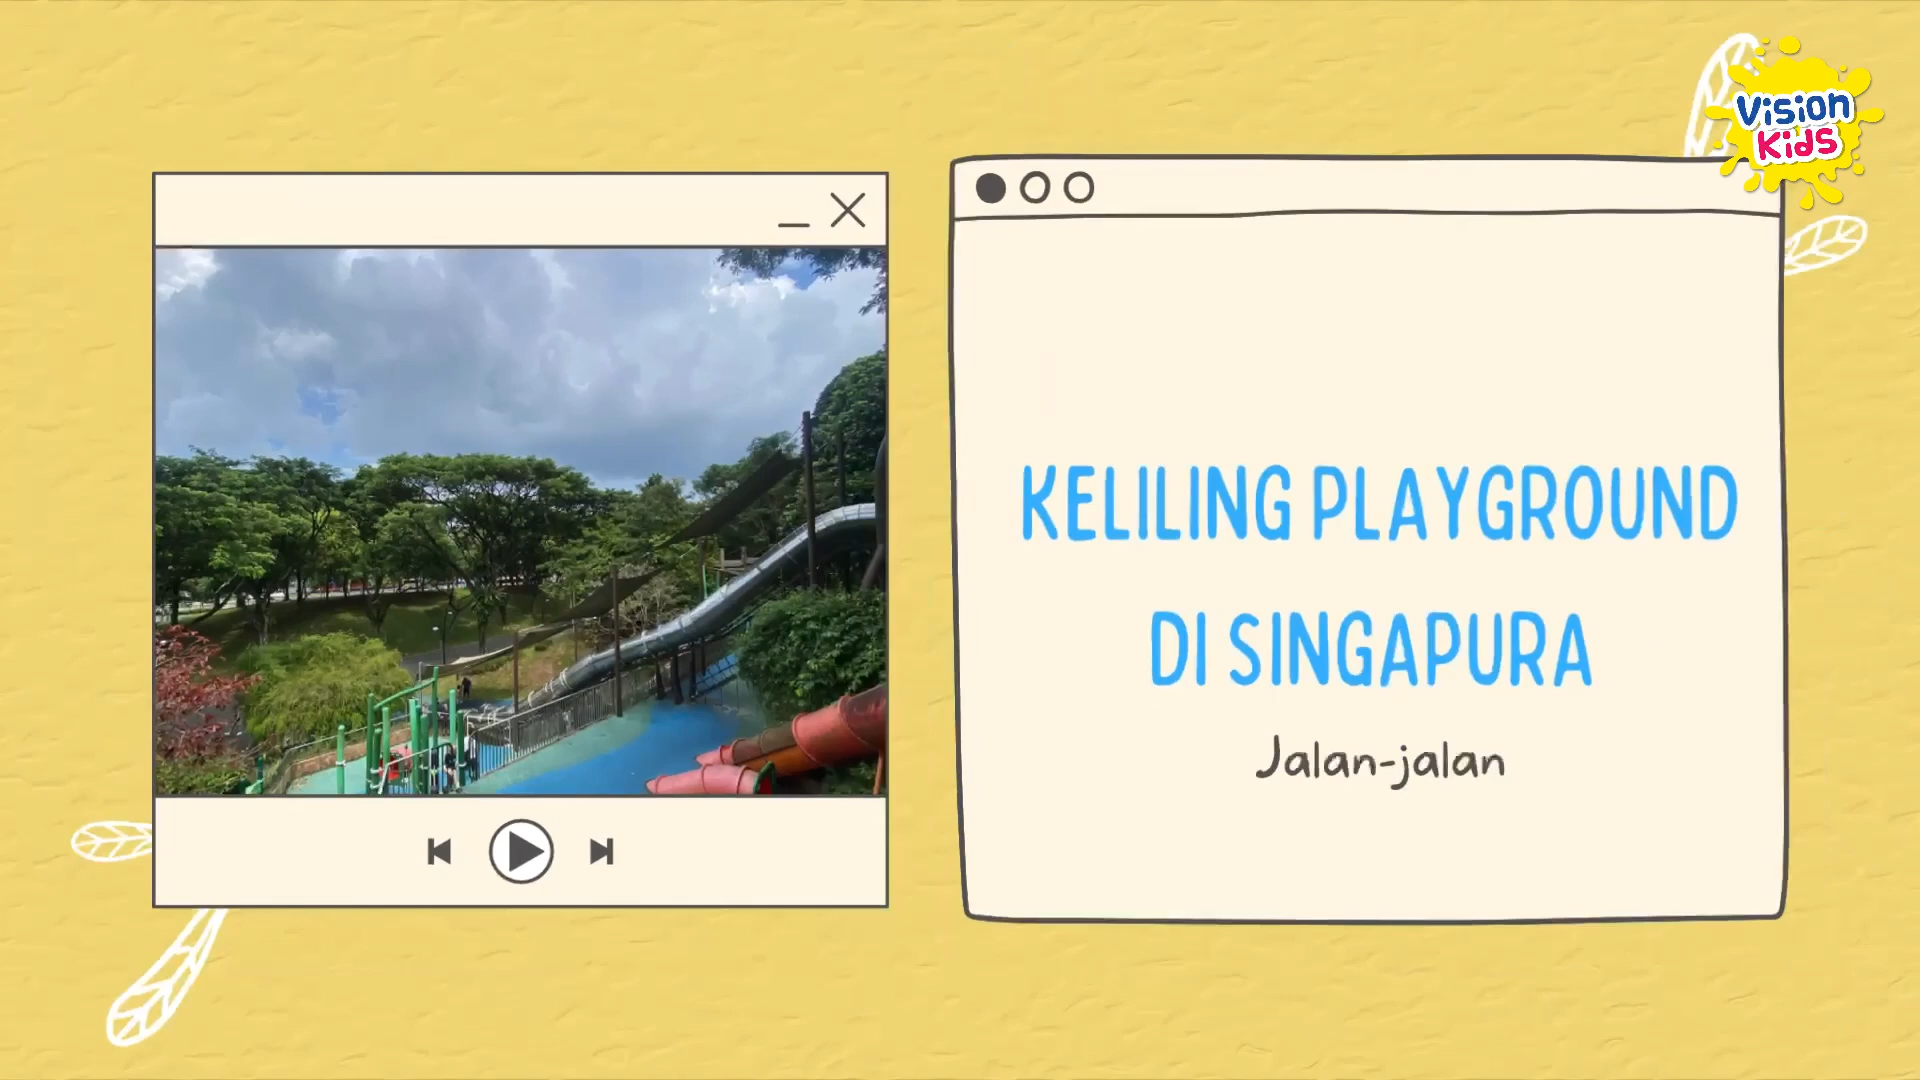 Vision
Kids
KELILING PLAYGROUND
DI SINGAPURA
Jalan-jalan